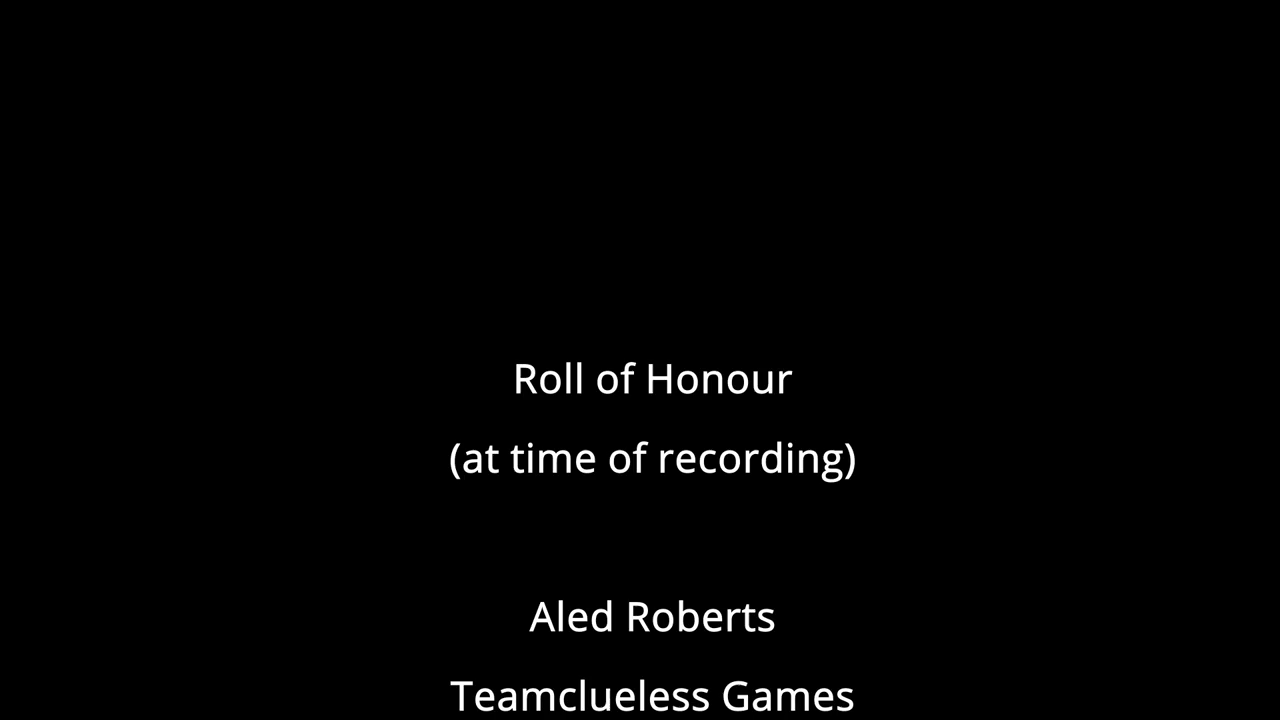 Roll of Honour
(at time of recording)
Aled Roberts
Teamclueless Games